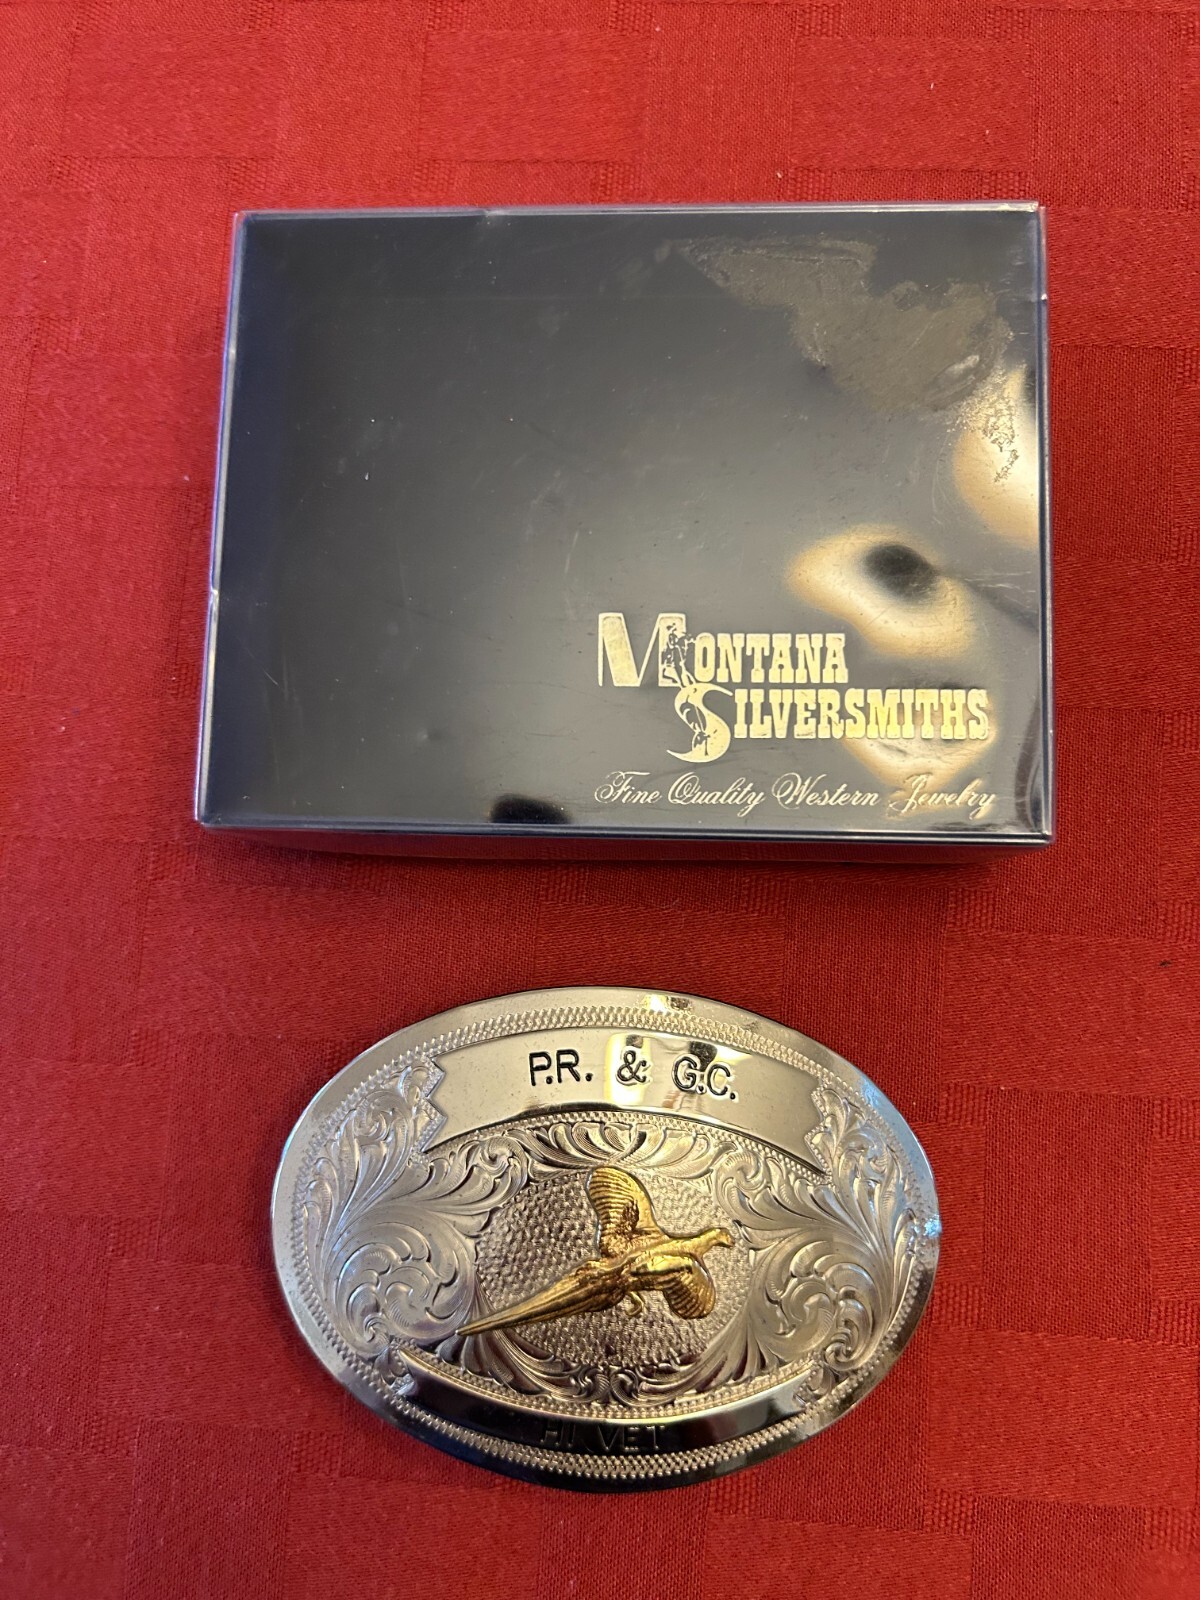 MONTANA
SILVERSMITHS
Fine Quality Western Jewelry
P.R. & G.C.
HI VET